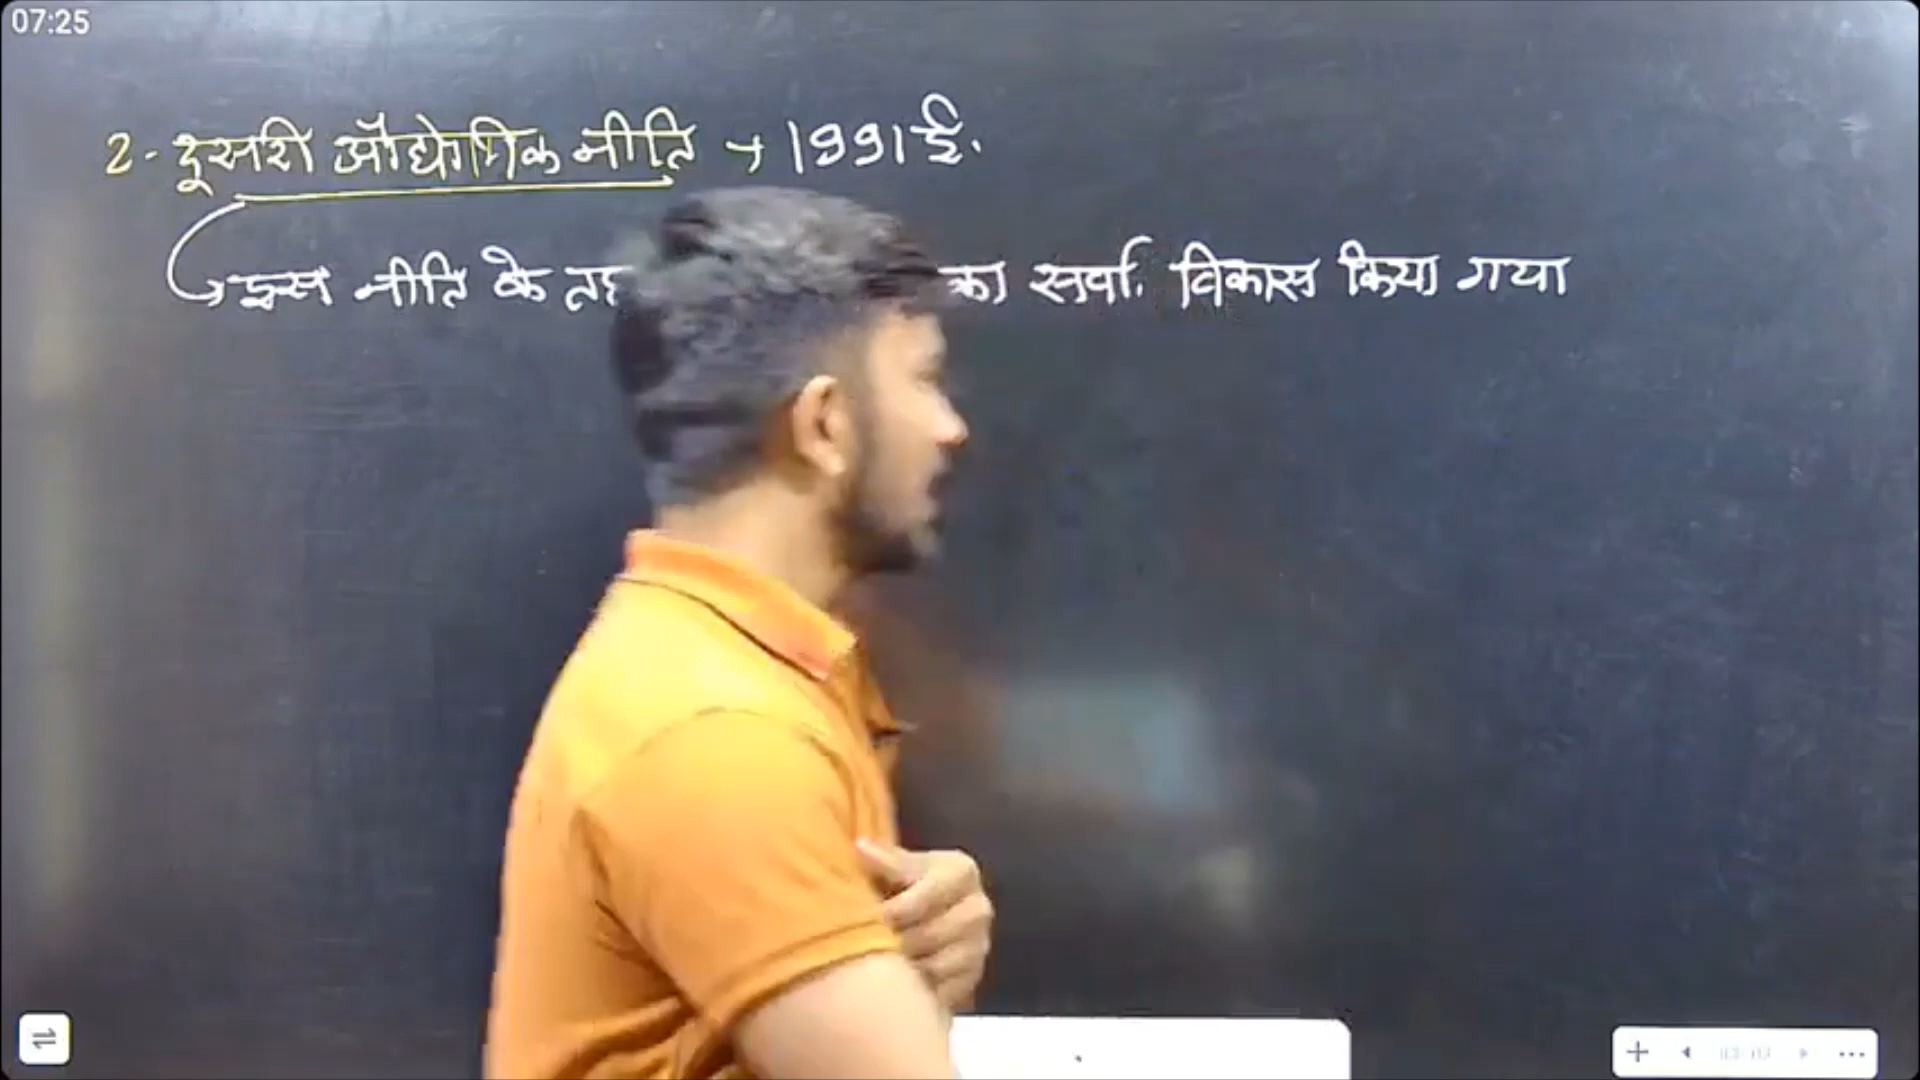 07:25
2- दूसरी औद्योगिक नीति → 1991 ई.
↳ इस नीति के का सर्वा. विकास किया गया